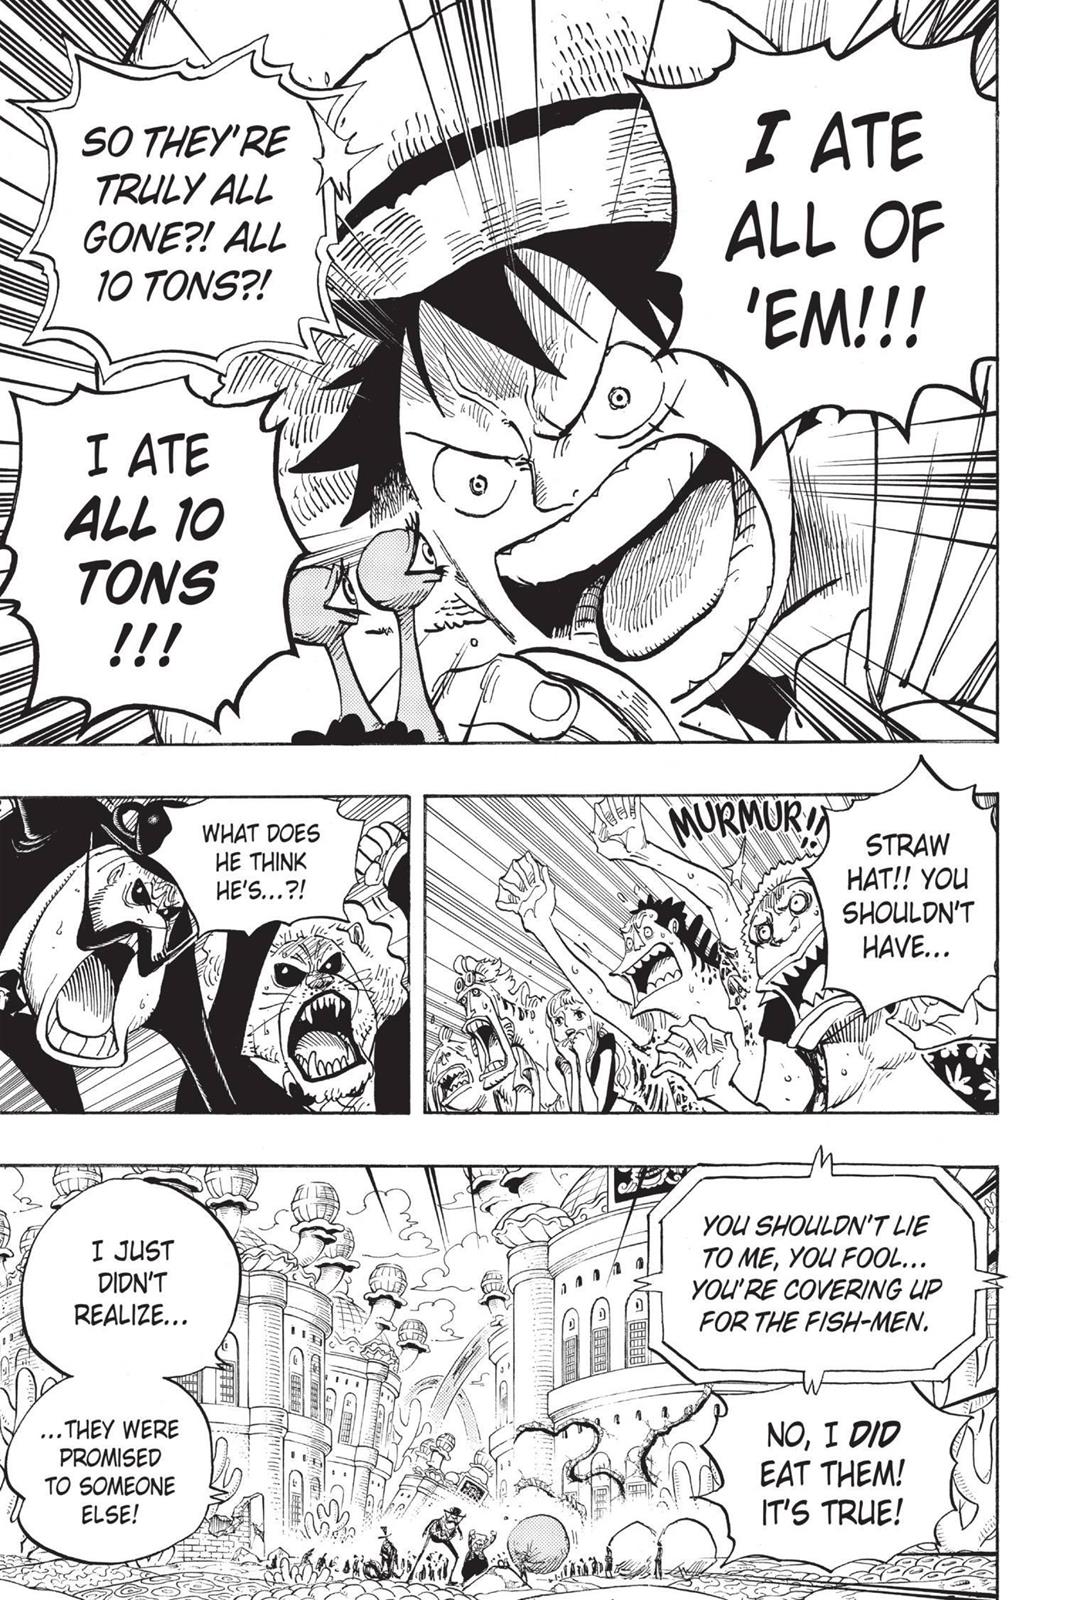 I ATE
ALL OF
'EM!!!
SO THEY'RE
TRULY ALL
GONE?! ALL
10 TONS?!
I ATE
ALL 10
TONS
!!!
MURMUR!!
STRAW
HAT!! YOU
SHOULDN'T
HAVE...
WHAT DOES
HE THINK
HE'S...?!
YOU SHOULDN'T LIE
TO ME, YOU FOOL...
YOU'RE COVERING UP
FOR THE FISH-MEN.
NO, I DID
EAT THEM!
IT'S TRUE!
I JUST
DIDN'T
REALIZE...
...THEY WERE
PROMISED
TO SOMEONE
ELSE!